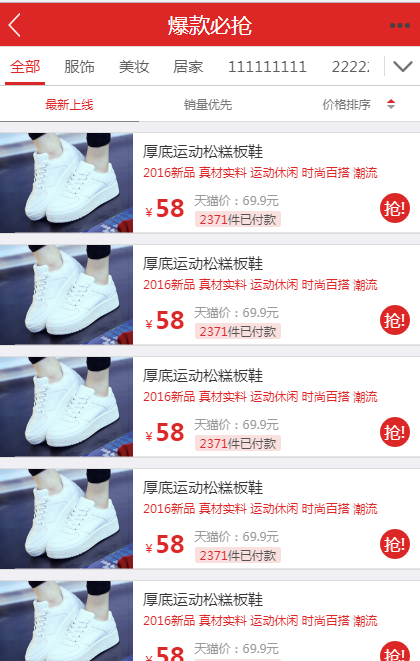 爆款必抢
全部 服饰 美妆 居家 111111111 2222
最新上线 销量优先 价格排序
厚底运动松糕板鞋
2016新品 真材实料 运动休闲 时尚百搭 潮流
¥58 天猫价：69.9元
2371件已付款
抢!
厚底运动松糕板鞋
2016新品 真材实料 运动休闲 时尚百搭 潮流
¥58 天猫价：69.9元
2371件已付款
抢!
厚底运动松糕板鞋
2016新品 真材实料 运动休闲 时尚百搭 潮流
¥58 天猫价：69.9元
2371件已付款
抢!
厚底运动松糕板鞋
2016新品 真材实料 运动休闲 时尚百搭 潮流
¥58 天猫价：69.9元
2371件已付款
抢!
厚底运动松糕板鞋
2016新品 真材实料 运动休闲 时尚百搭 潮流
¥58 天猫价：69.9元
抢!